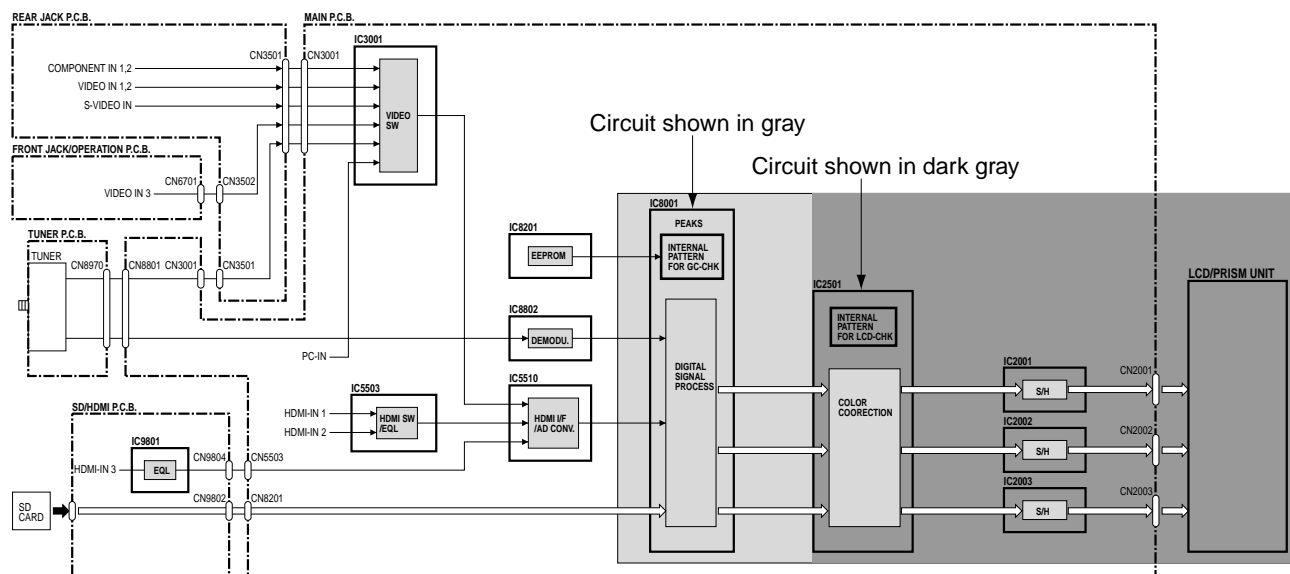 REAR JACK P.C.B.
MAIN P.C.B.
CN3501
CN3001
IC3001
COMPONENT IN 1,2
VIDEO IN 1,2
S-VIDEO IN
VIDEO
SW
FRONT JACK/OPERATION P.C.B.
CN6701
CN3502
VIDEO IN 3
Circuit shown in gray
Circuit shown in dark gray
TUNER P.C.B.
TUNER
CN8970
CN8801
CN3001
CN3501
IC8201
EEPROM
IC8001
PEAKS
INTERNAL
PATTERN
FOR GC-CHK
IC8802
DEMODU.
PC-IN
IC2501
INTERNAL
PATTERN
FOR LCD-CHK
LCD/PRISM UNIT
DIGITAL
SIGNAL
PROCESS
COLOR
COORECTION
IC5503
HDMI-IN 1
HDMI-IN 2
HDMI SW
/EQL
IC5510
HDMI I/F
/AD CONV.
IC2001
S/H
CN2001
IC2002
S/H
CN2002
IC2003
S/H
CN2003
SD/HDMI P.C.B.
IC9801
HDMI-IN 3
EQL
CN9804
CN5503
CN9802
CN8201
SD
CARD